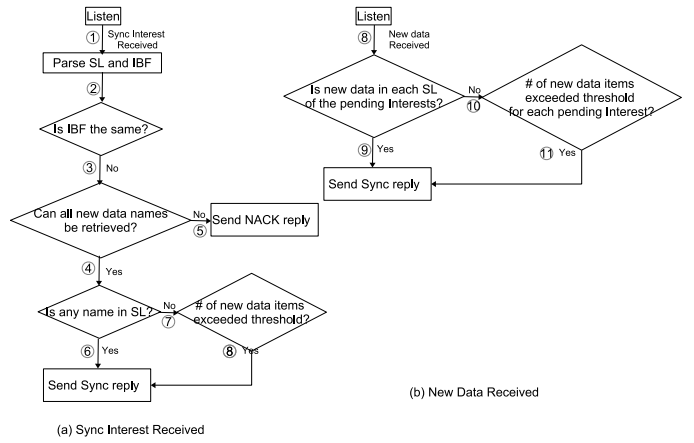 Listen
① Sync Interest
Received
Parse SL and IBF
②
Is IBF the same?
③ No
Can all new data names
be retrieved?
No
⑤
Send NACK reply
④ Yes
Is any name in SL?
No
⑦
# of new data items
exceeded threshold?
⑥ Yes
⑧ Yes
Send Sync reply
(a) Sync Interest Received
Listen
⑧ New data
Received
Is new data in each SL
of the pending Interests?
No
⑩
# of new data items
exceeded threshold
for each pending Interest?
⑨ Yes
⑪ Yes
Send Sync reply
(b) New Data Received